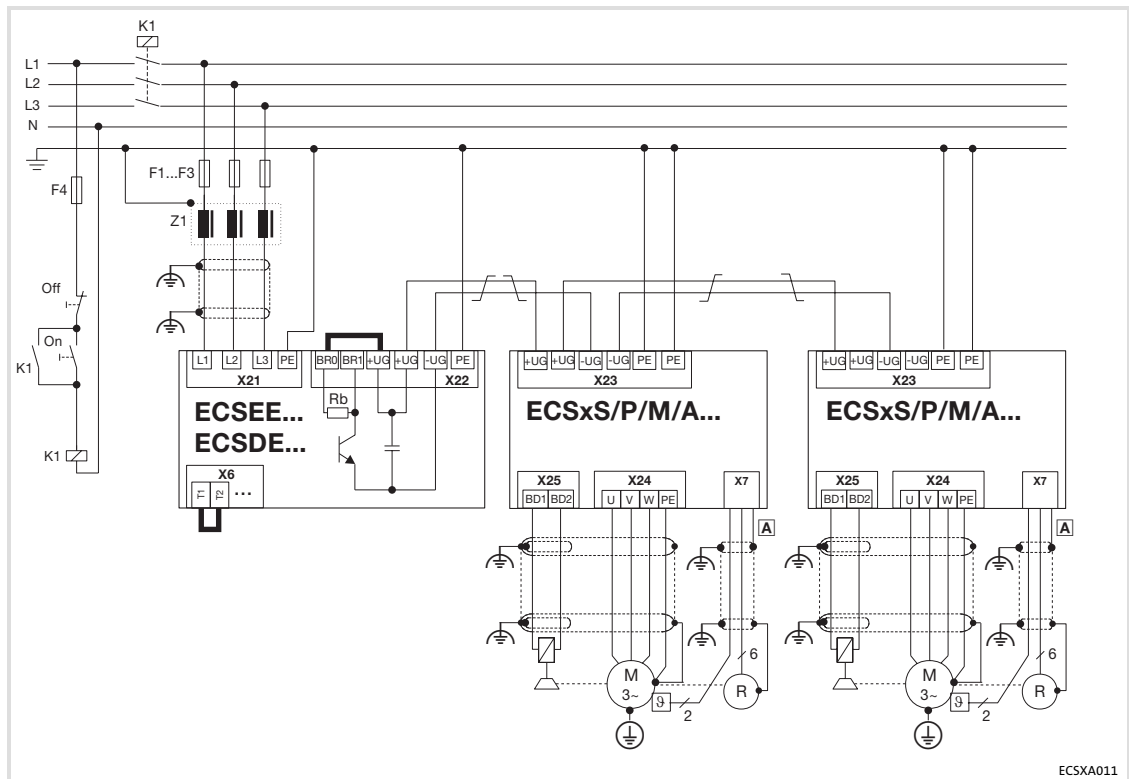 K1
L1
L2
L3
N
F1...F3
F4
Z1
Off
On
K1
K1
L1 L2 L3 PE
X21
BR0 BR1 +UG +UG -UG PE
X22
Rb
ECSEE...
ECSDE...
X6
T1 T2 ...
+UG +UG -UG -UG PE PE
X23
ECSxS/P/M/A...
X25
BD1 BD2
X24
U V W PE
X7
A
6
M
3~
ϑ
2
R
+UG +UG -UG -UG PE PE
X23
ECSxS/P/M/A...
X25
BD1 BD2
X24
U V W PE
X7
A
6
M
3~
ϑ
2
R
ECSXA011